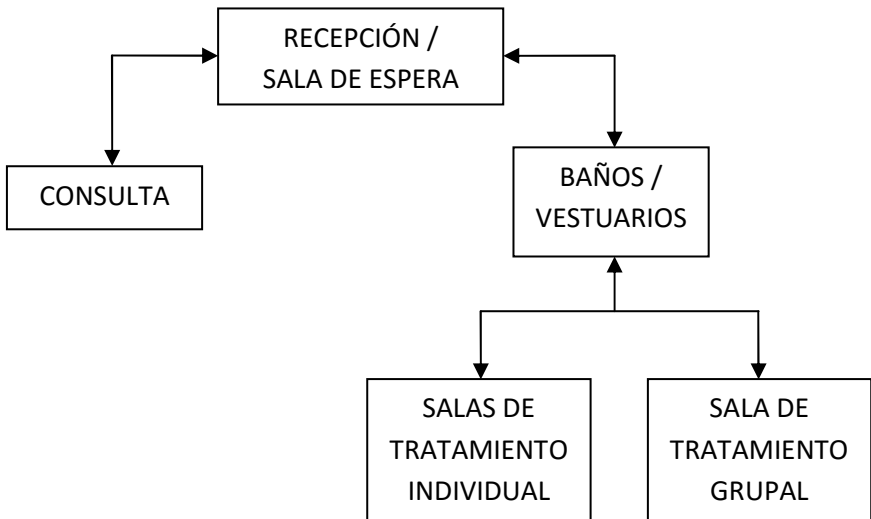 RECEPCIÓN /
SALA DE ESPERA
CONSULTA
BAÑOS /
VESTUARIOS
SALAS DE
TRATAMIENTO
INDIVIDUAL
SALA DE
TRATAMIENTO
GRUPAL